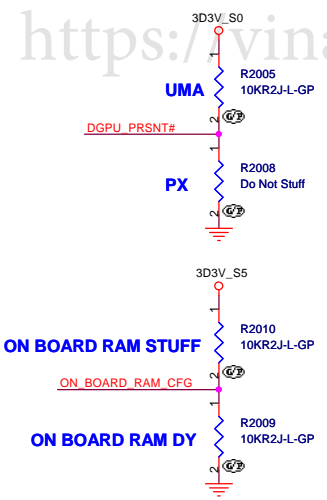 https://vina
3D3V_S0
1
R2005
UMA
10KR2J-L-GP
2
G/P
DGPU_PRSNT#
1
R2008
PX
Do Not Stuff
2
G/P
3D3V_S5
1
R2010
ON BOARD RAM STUFF
10KR2J-L-GP
2
G/P
ON_BOARD_RAM_CFG
1
R2009
ON BOARD RAM DY
10KR2J-L-GP
2
G/P